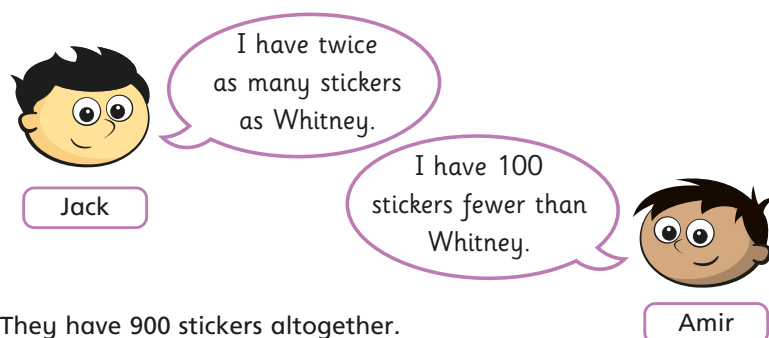 I have twice
as many stickers
as Whitney.
Jack
I have 100
stickers fewer than
Whitney.
Amir
They have 900 stickers altogether.